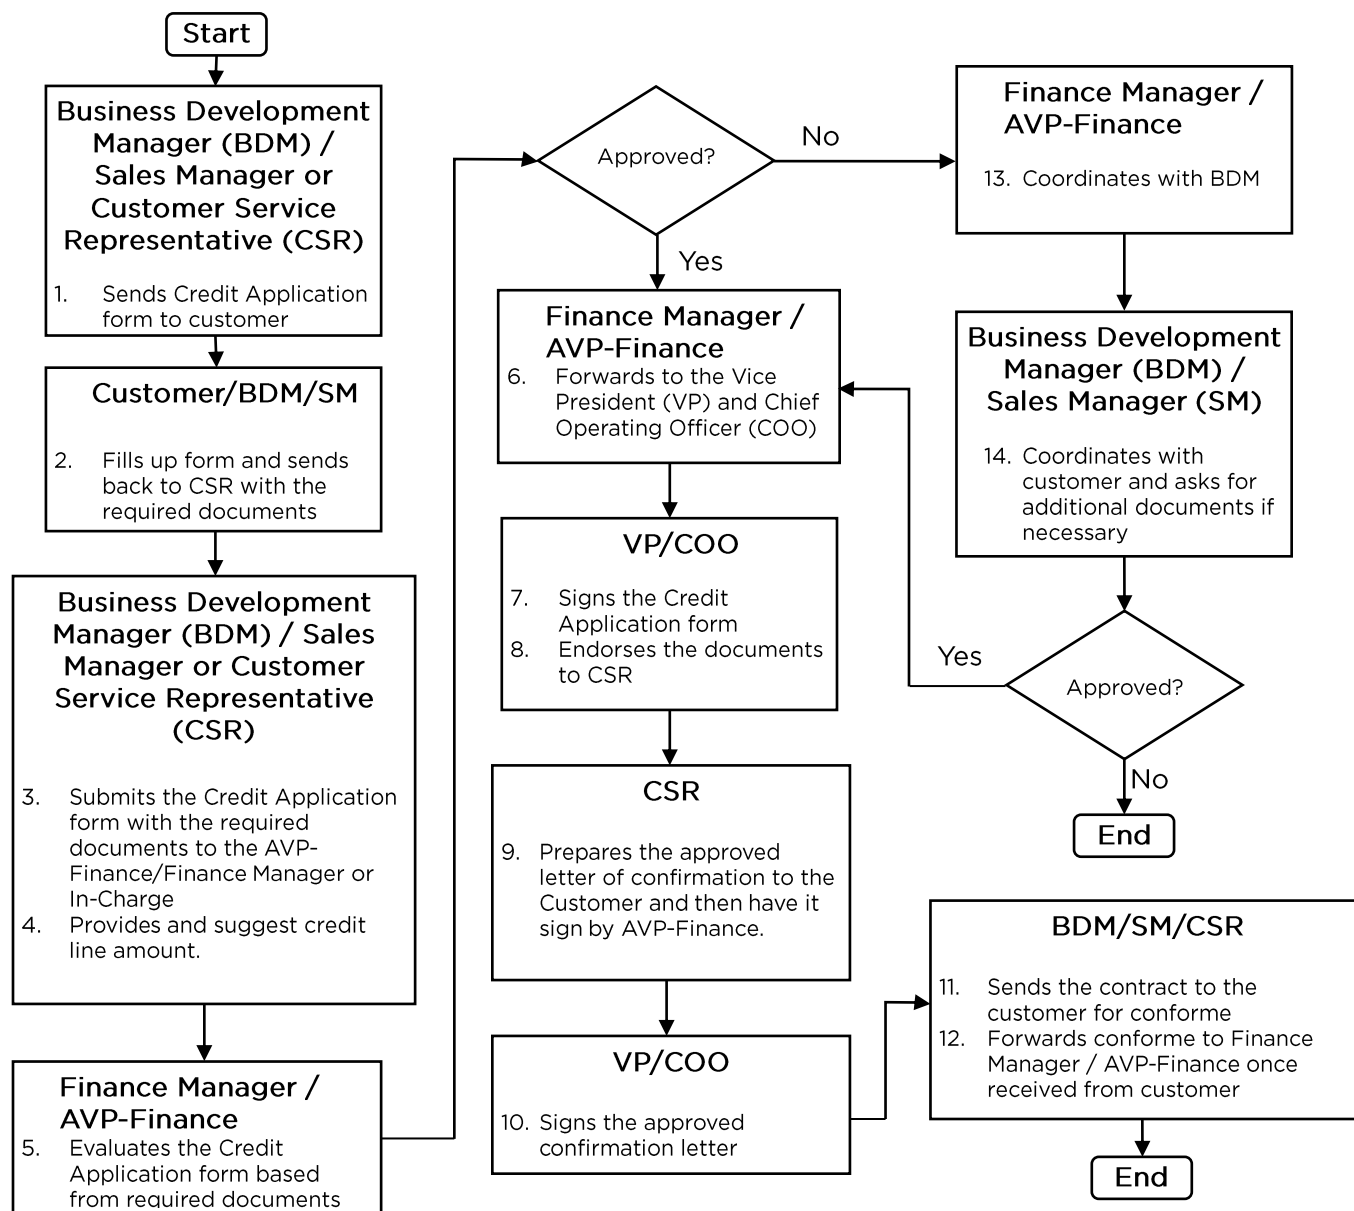 Start
Business Development
Manager (BDM) /
Sales Manager or
Customer Service
Representative (CSR)
1. Sends Credit Application
form to customer
Customer/BDM/SM
2. Fills up form and sends
back to CSR with the
required documents
Business Development
Manager (BDM) / Sales
Manager or Customer
Service Representative
(CSR)
3. Submits the Credit Application
form with the required
documents to the AVP-
Finance/Finance Manager or
In-Charge
4. Provides and suggest credit
line amount.
Finance Manager /
AVP-Finance
5. Evaluates the Credit
Application form based
from required documents
Approved?
No
Yes
Finance Manager /
AVP-Finance
6. Forwards to the Vice
President (VP) and Chief
Operating Officer (COO)
VP/COO
7. Signs the Credit
Application form
8. Endorses the documents
to CSR
CSR
9. Prepares the approved
letter of confirmation to the
Customer and then have it
sign by AVP-Finance.
VP/COO
10. Signs the approved
confirmation letter
BDM/SM/CSR
11. Sends the contract to the
customer for conforme
12. Forwards conforme to Finance
Manager / AVP-Finance once
received from customer
End
Finance Manager /
AVP-Finance
13. Coordinates with BDM
Business Development
Manager (BDM) /
Sales Manager (SM)
14. Coordinates with
customer and asks for
additional documents if
necessary
Approved?
Yes
No
End